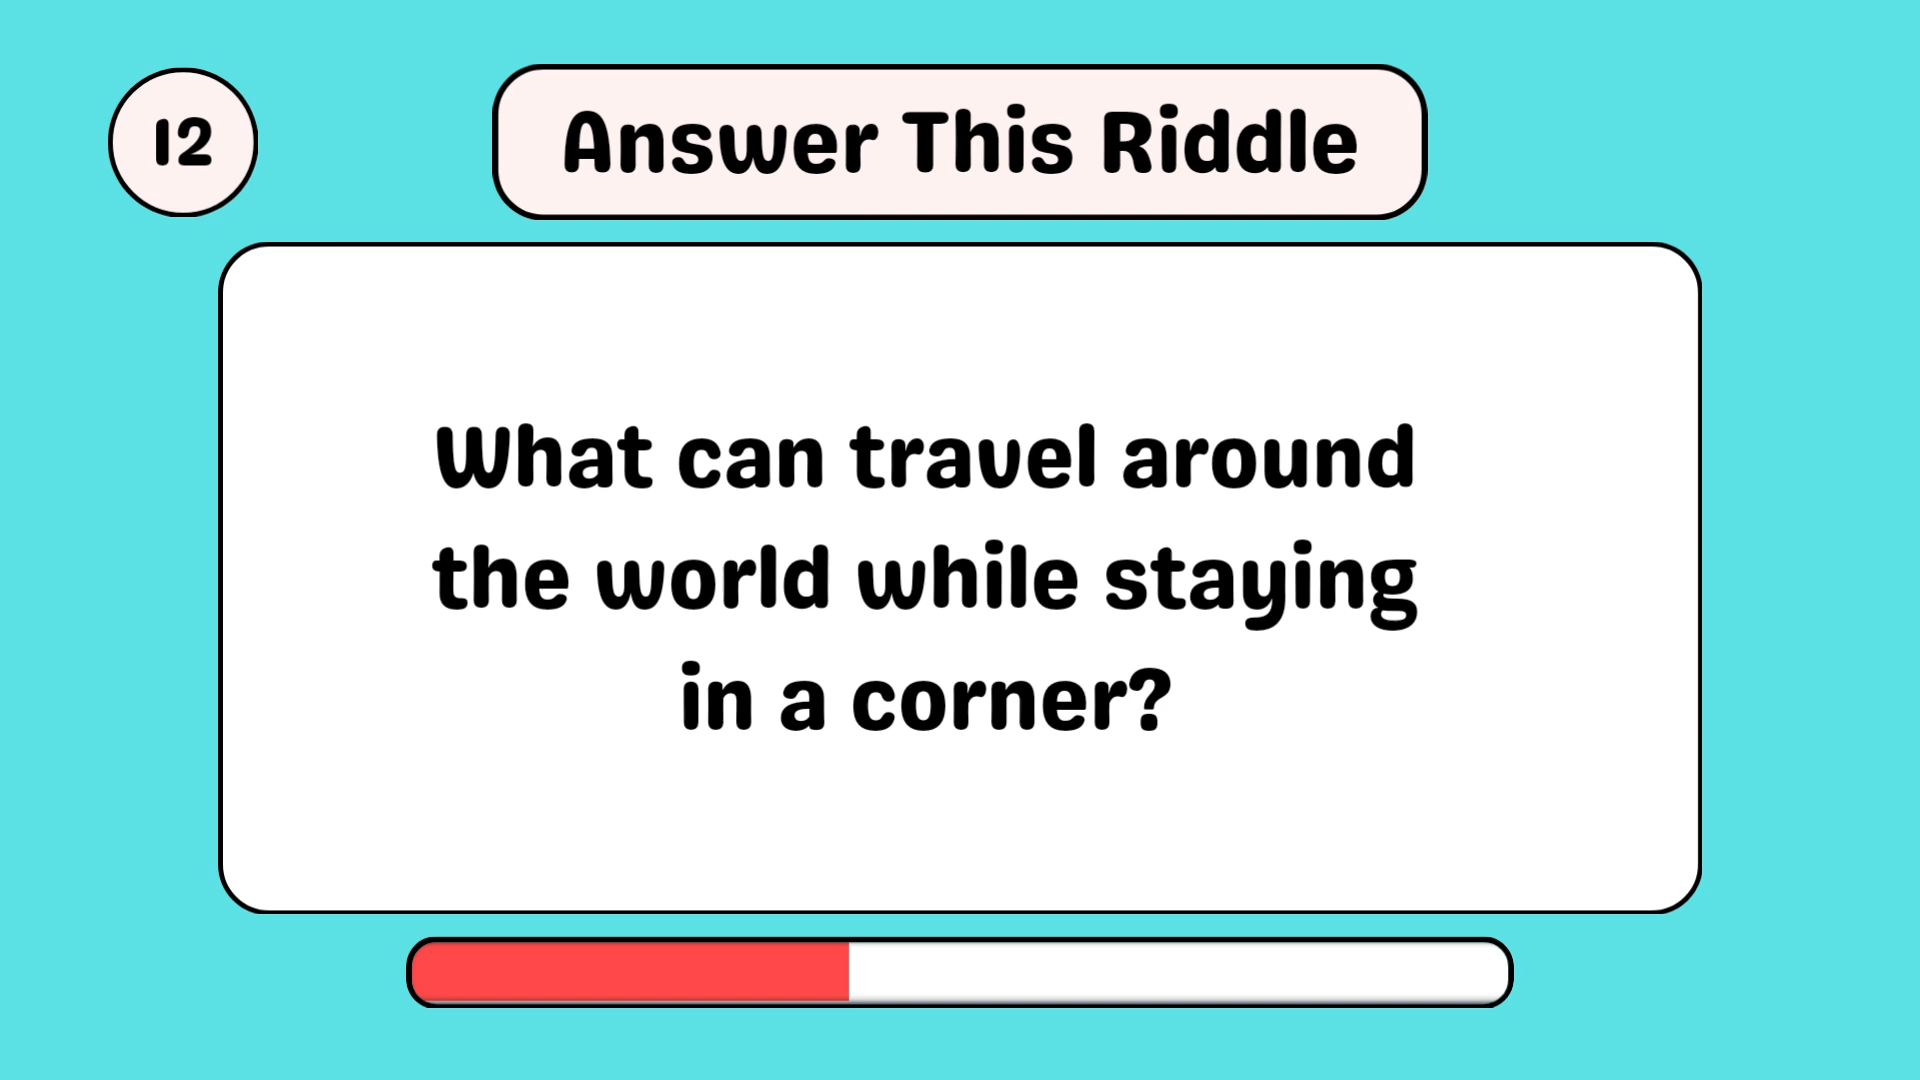 12
Answer This Riddle
What can travel around
the world while staying
in a corner?